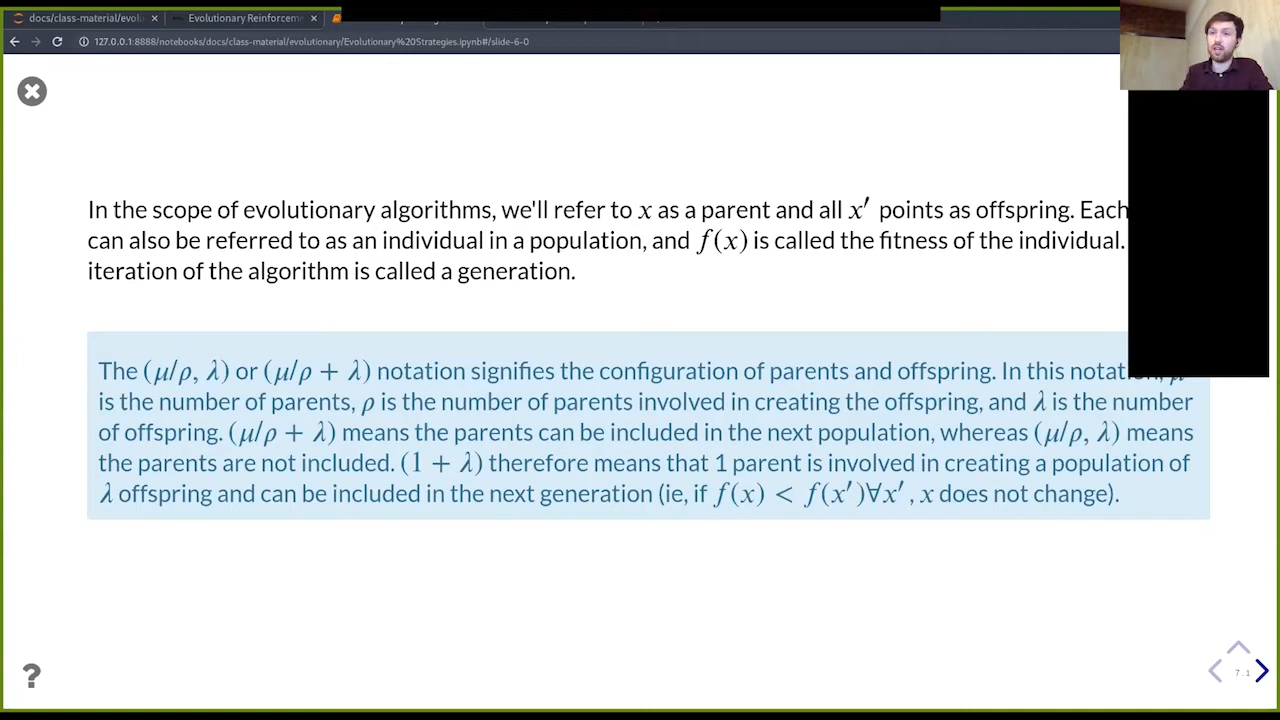 docs/class-material/evolu
Evolutionary Reinforcem
127.0.0.1:8888/notebooks/docs/class-material/evolutionary/Evolutionary%20Strategies.ipynb#/slide-6-0
In the scope of evolutionary algorithms, we'll refer to x as a parent and all x′ points as offspring. Each
can also be referred to as an individual in a population, and f(x) is called the fitness of the individual.
iteration of the algorithm is called a generation.
The (μ/ρ, λ) or (μ/ρ + λ) notation signifies the configuration of parents and offspring. In this notat
is the number of parents, ρ is the number of parents involved in creating the offspring, and λ is the number
of offspring. (μ/ρ + λ) means the parents can be included in the next population, whereas (μ/ρ, λ) means
the parents are not included. (1 + λ) therefore means that 1 parent is involved in creating a population of
λ offspring and can be included in the next generation (ie, if f(x) < f(x′)∀x′, x does not change).
?
7.1